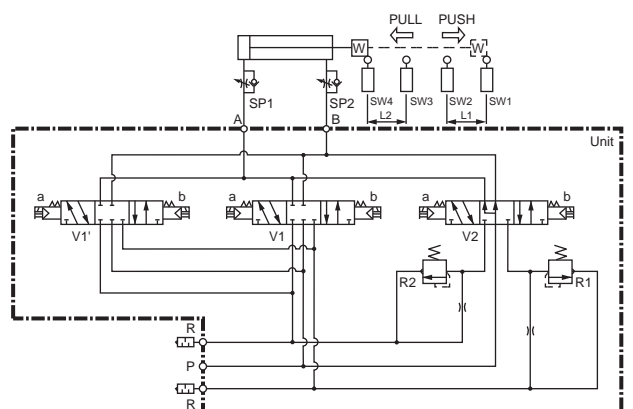 PULL PUSH
W W
SP1 SP2 SW4 SW3 SW2 SW1
L2 L1
A B
Unit
a b a b a b
V1' V1 V2
R2 R1
R
P
R